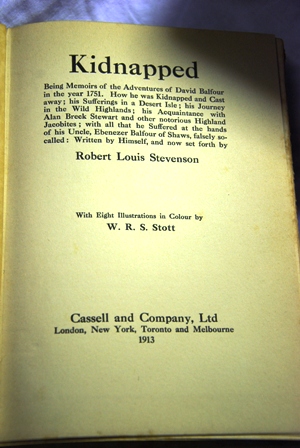 Kidnapped
Being Memoirs of the Adventures of David Balfour
in the year 1751. How he was Kidnapped and Cast
away; his Sufferings in a Desert Isle; his Journey
in the Wild Highlands; his Acquaintance with
Alan Breck Stewart and other notorious Highland
Jacobites; with all that he Suffered at the hands
of his Uncle, Ebenezer Balfour of Shaws, falsely so-
called: Written by Himself, and now set forth by
Robert Louis Stevenson
With Eight Illustrations in Colour by
W. R. S. Stott
Cassell and Company, Ltd
London, New York, Toronto and Melbourne
1913